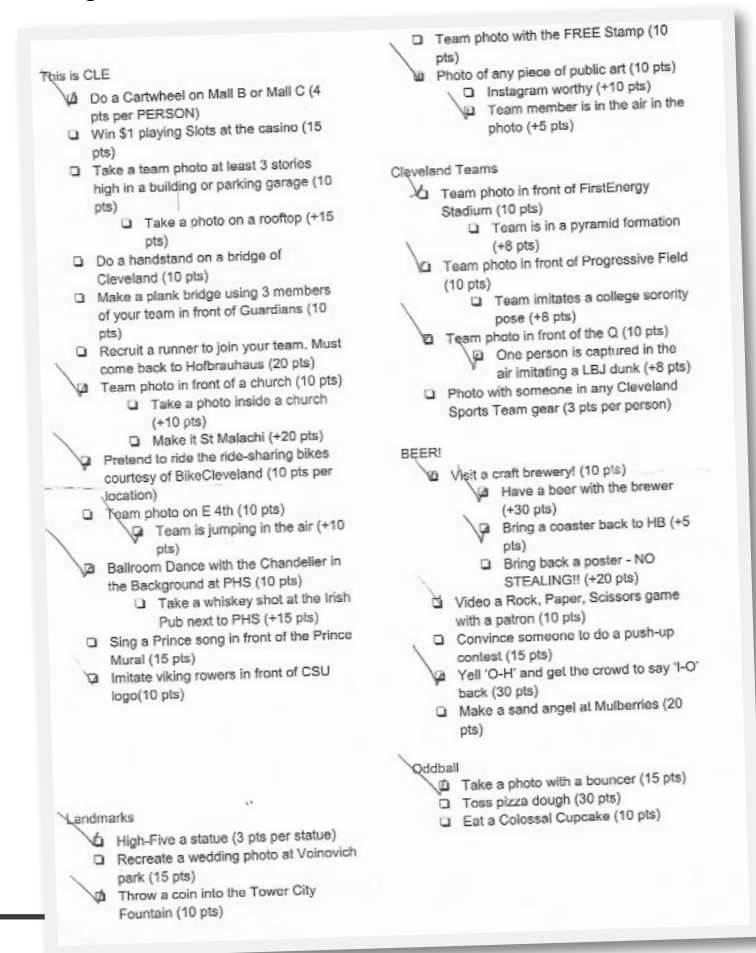 This is CLE
Do a Cartwheel on Mall B or Mall C (4
pts per PERSON)
Win $1 playing Slots at the casino (15
pts)
Take a team photo at least 3 stories
high in a building or parking garage (10
pts)
Take a photo on a rooftop (+15
pts)
Do a handstand on a bridge of
Cleveland (10 pts)
Make a plank bridge using 3 members
of your team in front of Guardians (10
pts)
Recruit a runner to join your team. Must
come back to Hofbrauhaus (20 pts)
Team photo in front of a church (10 pts)
Take a photo inside a church
(+10 pts)
Make it St Malachi (+20 pts)
Pretend to ride the ride-sharing bikes
courtesy of BikeCleveland (10 pts per
location)
Team photo on E 4th (10 pts)
Team is jumping in the air (+10
pts)
Ballroom Dance with the Chandelier in
the Background at PHS (10 pts)
Take a whiskey shot at the Irish
Pub next to PHS (+15 pts)
Sing a Prince song in front of the Prince
Mural (15 pts)
Imitate viking rowers in front of CSU
logo(10 pts)
Landmarks
High-Five a statue (3 pts per statue)
Recreate a wedding photo at Voinovich
park (15 pts)
Throw a coin into the Tower City
Fountain (10 pts)
Team photo with the FREE Stamp (10
pts)
Photo of any piece of public art (10 pts)
Instagram worthy (+10 pts)
Team member is in the air in the
photo (+5 pts)
Cleveland Teams
Team photo in front of FirstEnergy
Stadium (10 pts)
Team is in a pyramid formation
(+8 pts)
Team photo in front of Progressive Field
(10 pts)
Team imitates a college sorority
pose (+8 pts)
Team photo in front of the Q (10 pts)
One person is captured in the
air imitating a LBJ dunk (+8 pts)
Photo with someone in any Cleveland
Sports Team gear (3 pts per person)
BEER!
Visit a craft brewery! (10 pts)
Have a beer with the brewer
(+30 pts)
Bring a coaster back to HB (+5
pts)
Bring back a poster - NO
STEALING!! (+20 pts)
Video a Rock, Paper, Scissors game
with a patron (10 pts)
Convince someone to do a push-up
contest (15 pts)
Yell 'O-H' and get the crowd to say 'I-O'
back (30 pts)
Make a sand angel at Mulberries (20
pts)
Oddball
Take a photo with a bouncer (15 pts)
Toss pizza dough (30 pts)
Eat a Colossal Cupcake (10 pts)